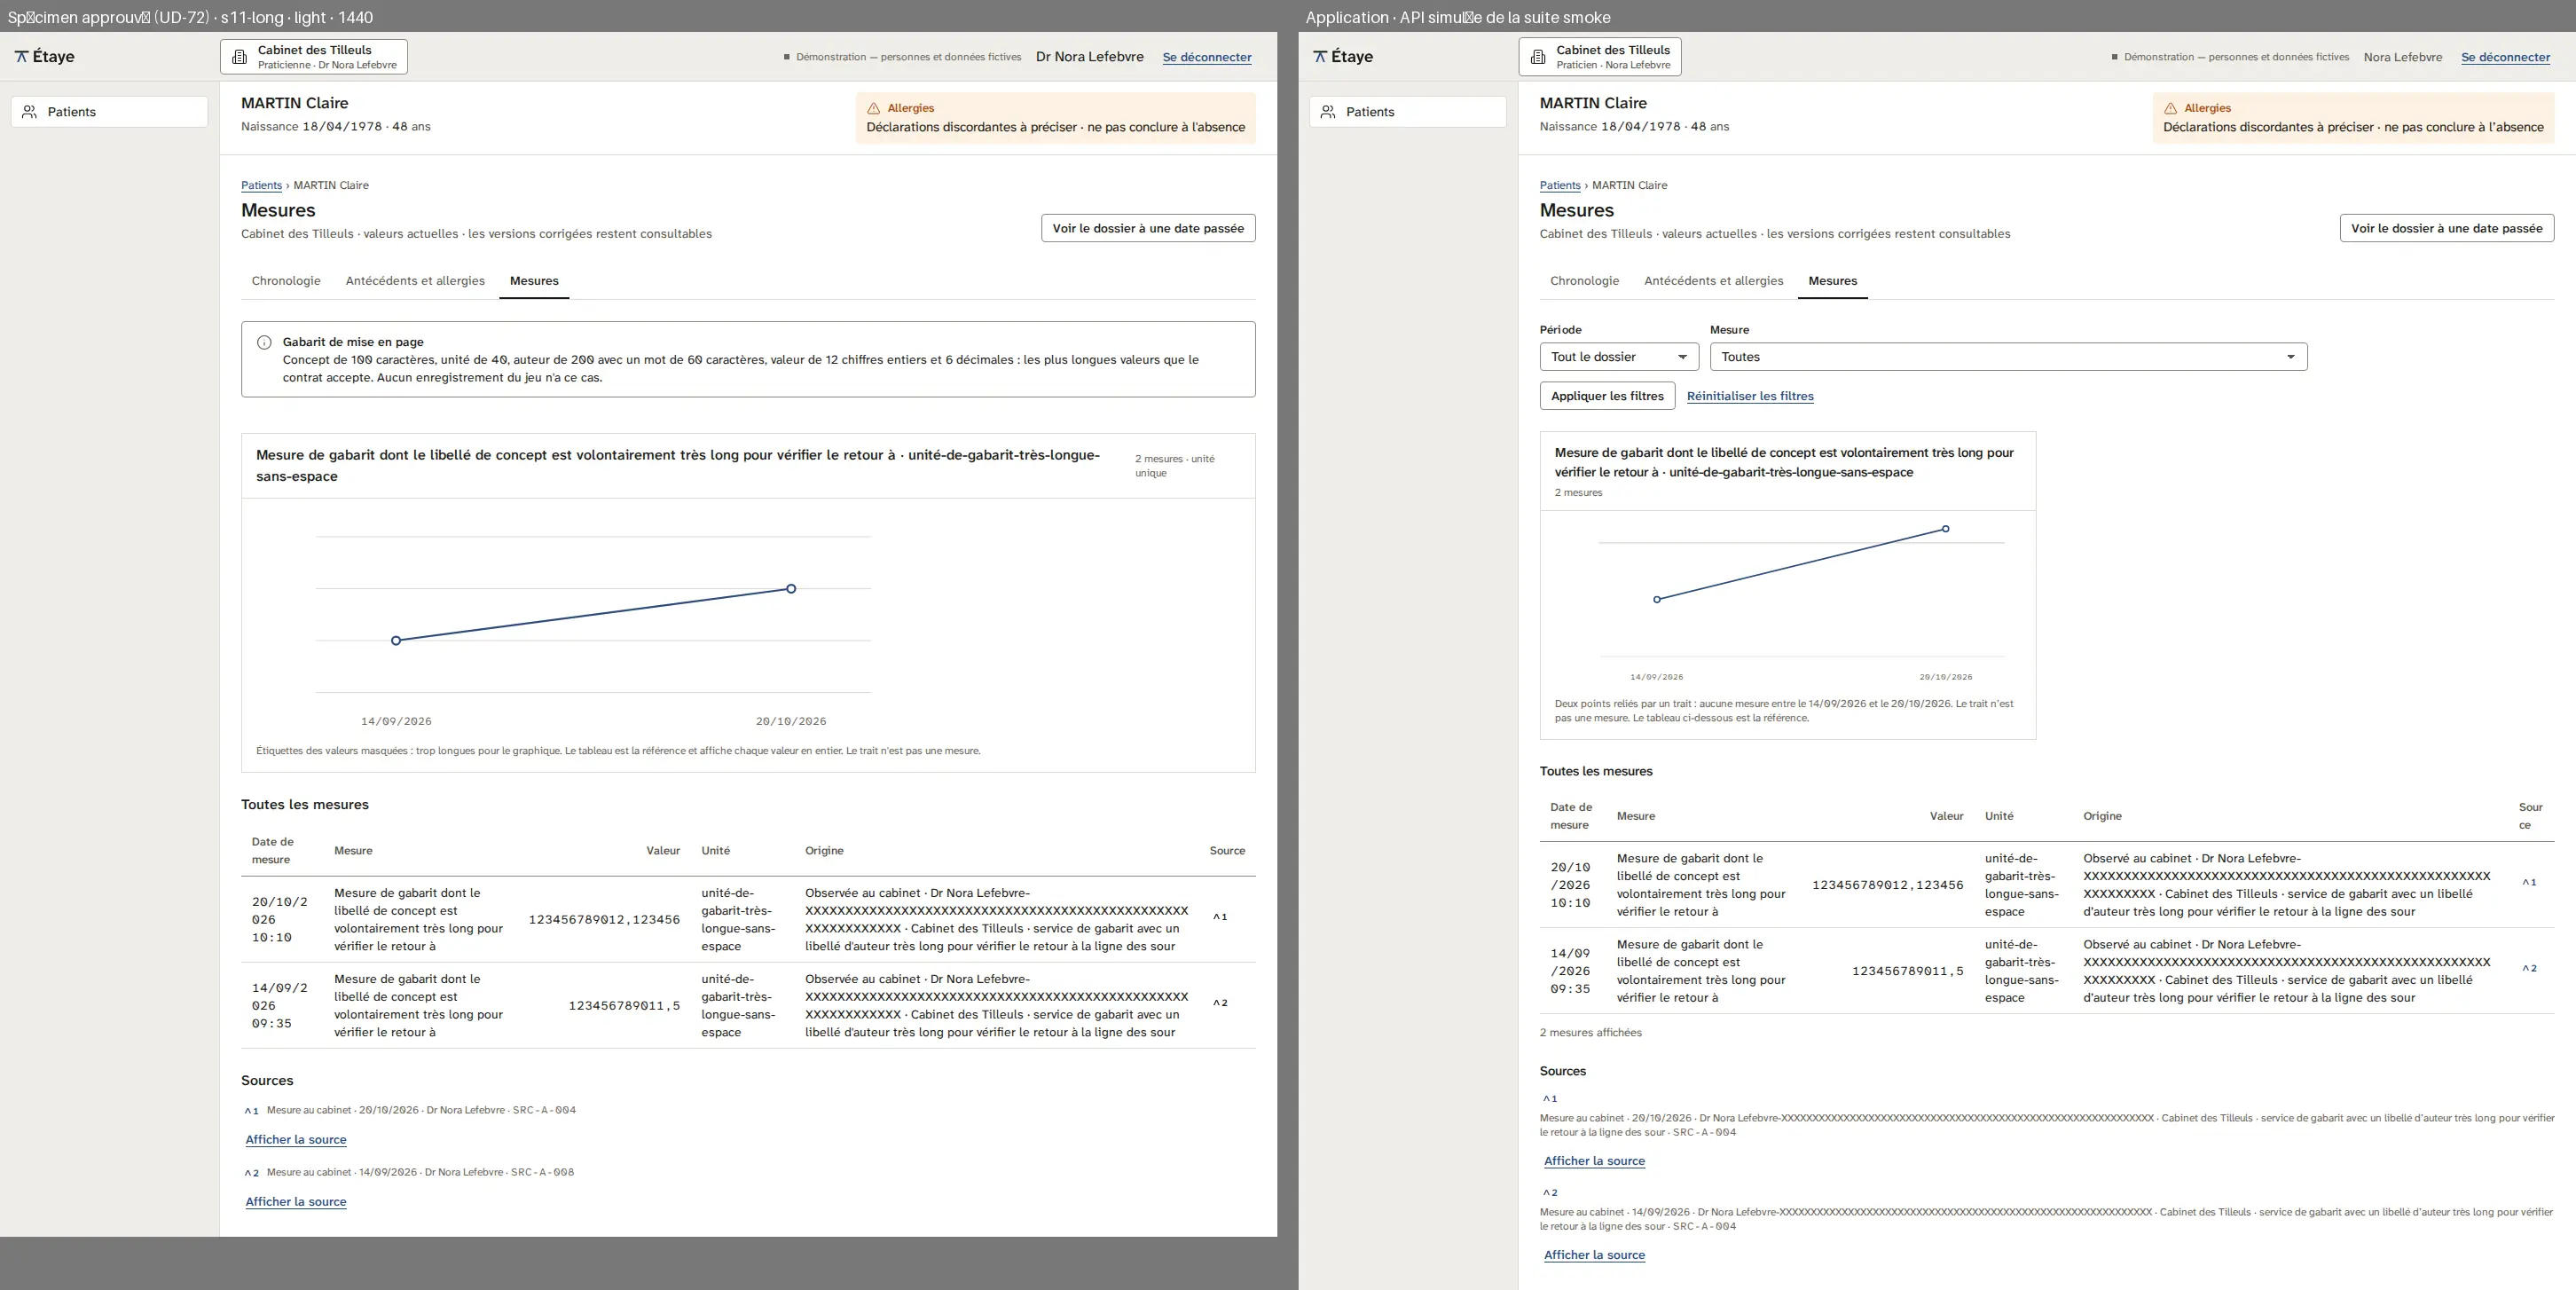 Sp□cimen approuv□ (UD-72) · s11-long · light · 1440
Étaye
Cabinet des Tilleuls
Praticienne · Dr Nora Lefebvre
Démonstration — personnes et données fictives
Dr Nora Lefebvre
Se déconnecter
Patients
MARTIN Claire
Naissance 18/04/1978 · 48 ans
Allergies
Déclarations discordantes à préciser · ne pas conclure à l'absence
Patients › MARTIN Claire
Mesures
Cabinet des Tilleuls · valeurs actuelles · les versions corrigées restent consultables
Voir le dossier à une date passée
Chronologie
Antécédents et allergies
Mesures
Gabarit de mise en page
Concept de 100 caractères, unité de 40, auteur de 200 avec un mot de 60 caractères, valeur de 12 chiffres entiers et 6 décimales : les plus longues valeurs que le
contrat accepte. Aucun enregistrement du jeu n'a ce cas.
Mesure de gabarit dont le libellé de concept est volontairement très long pour vérifier le retour à · unité-de-gabarit-très-longue-
sans-espace
2 mesures · unité
unique
14/09/2026
20/10/2026
Étiquettes des valeurs masquées : trop longues pour le graphique. Le tableau est la référence et affiche chaque valeur en entier. Le trait n'est pas une mesure.
Toutes les mesures
Date de
mesure
Mesure
Valeur
Unité
Origine
Source
20/10/2
026
10:10
Mesure de gabarit dont le
libellé de concept est
volontairement très long pour
vérifier le retour à
123456789012,123456
unité-de-
gabarit-très-
longue-sans-
espace
Observée au cabinet · Dr Nora Lefebvre-
XXXXXXXXXXXXXXXXXXXXXXXXXXXXXXXXXXXXXXXXXXXXXXXX
XXXXXXXXXXXX · Cabinet des Tilleuls · service de gabarit avec un
libellé d'auteur très long pour vérifier le retour à la ligne des sour
^1
14/09/2
026
09:35
Mesure de gabarit dont le
libellé de concept est
volontairement très long pour
vérifier le retour à
123456789011,5
unité-de-
gabarit-très-
longue-sans-
espace
Observée au cabinet · Dr Nora Lefebvre-
XXXXXXXXXXXXXXXXXXXXXXXXXXXXXXXXXXXXXXXXXXXXXXXX
XXXXXXXXXXXX · Cabinet des Tilleuls · service de gabarit avec un
libellé d'auteur très long pour vérifier le retour à la ligne des sour
^2
Sources
^1 Mesure au cabinet · 20/10/2026 · Dr Nora Lefebvre · SRC-A-004
Afficher la source
^2 Mesure au cabinet · 14/09/2026 · Dr Nora Lefebvre · SRC-A-008
Afficher la source
Application · API simul□e de la suite smoke
Étaye
Cabinet des Tilleuls
Praticien · Nora Lefebvre
Démonstration — personnes et données fictives
Nora Lefebvre
Se déconnecter
Patients
MARTIN Claire
Naissance 18/04/1978 · 48 ans
Allergies
Déclarations discordantes à préciser · ne pas conclure à l’absence
Patients › MARTIN Claire
Mesures
Cabinet des Tilleuls · valeurs actuelles · les versions corrigées restent consultables
Voir le dossier à une date passée
Chronologie
Antécédents et allergies
Mesures
Période
Mesure
Tout le dossier
Toutes
Appliquer les filtres
Réinitialiser les filtres
Mesure de gabarit dont le libellé de concept est volontairement très long pour
vérifier le retour à · unité-de-gabarit-très-longue-sans-espace
2 mesures
14/09/2026
20/10/2026
Deux points reliés par un trait : aucune mesure entre le 14/09/2026 et le 20/10/2026. Le trait n’est
pas une mesure. Le tableau ci-dessous est la référence.
Toutes les mesures
Date de
mesure
Mesure
Valeur
Unité
Origine
Sour
ce
20/10
/2026
10:10
Mesure de gabarit dont le
libellé de concept est
volontairement très long pour
vérifier le retour à
123456789012,123456
unité-de-
gabarit-très-
longue-sans-
espace
Observé au cabinet · Dr Nora Lefebvre-
XXXXXXXXXXXXXXXXXXXXXXXXXXXXXXXXXXXXXXXXXXXXXXXXXXX
XXXXXXXXX · Cabinet des Tilleuls · service de gabarit avec un libellé
d’auteur très long pour vérifier le retour à la ligne des sour
^1
14/09
/2026
09:35
Mesure de gabarit dont le
libellé de concept est
volontairement très long pour
vérifier le retour à
123456789011,5
unité-de-
gabarit-très-
longue-sans-
espace
Observé au cabinet · Dr Nora Lefebvre-
XXXXXXXXXXXXXXXXXXXXXXXXXXXXXXXXXXXXXXXXXXXXXXXXXXX
XXXXXXXXX · Cabinet des Tilleuls · service de gabarit avec un libellé
d’auteur très long pour vérifier le retour à la ligne des sour
^2
2 mesures affichées
Sources
^1
Mesure au cabinet · 20/10/2026 · Dr Nora Lefebvre-XXXXXXXXXXXXXXXXXXXXXXXXXXXXXXXXXXXXXXXXXXXXXXXXXXXXXXXXXXXX · Cabinet des Tilleuls · service de gabarit avec un libellé d’auteur très long pour vérifier
le retour à la ligne des sour · SRC-A-004
Afficher la source
^2
Mesure au cabinet · 14/09/2026 · Dr Nora Lefebvre-XXXXXXXXXXXXXXXXXXXXXXXXXXXXXXXXXXXXXXXXXXXXXXXXXXXXXXXXXXXX · Cabinet des Tilleuls · service de gabarit avec un libellé d’auteur très long pour vérifier
le retour à la ligne des sour · SRC-A-004
Afficher la source